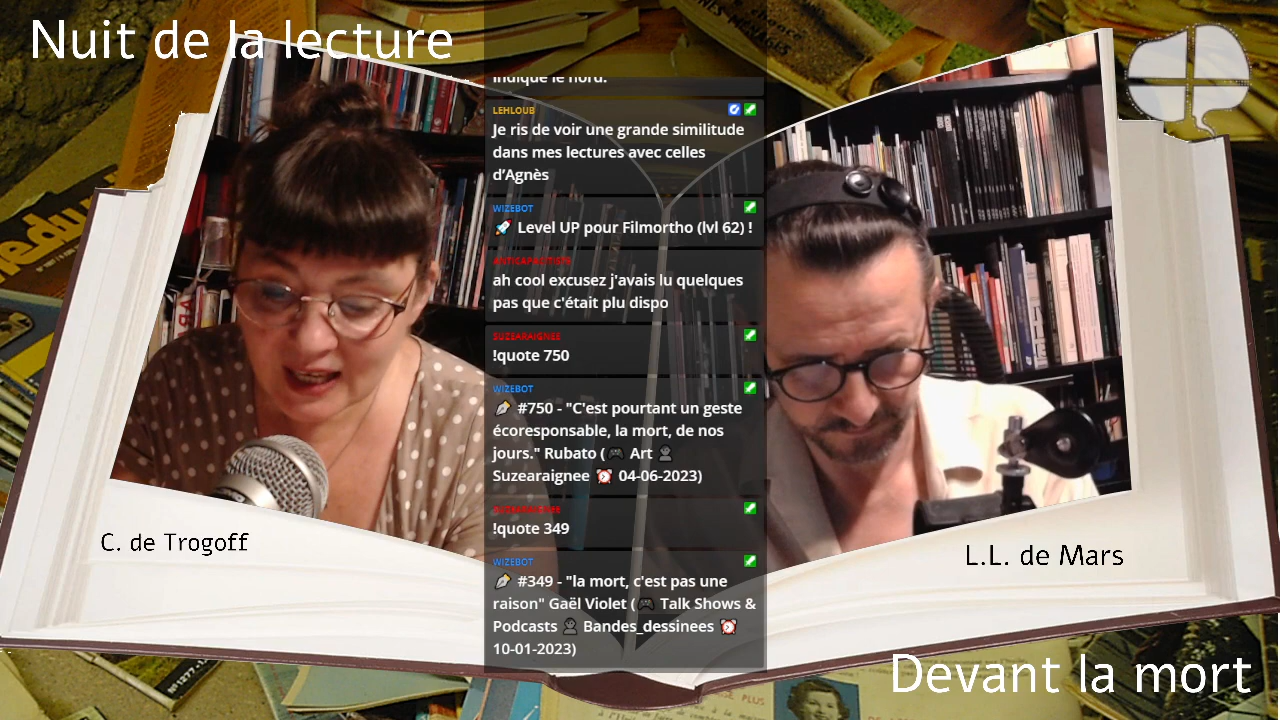 Nuit de la lecture
indique le nord.
LEHLOUB
Je ris de voir une grande similitude
dans mes lectures avec celles
d'Agnès
WIZEBOT
Level UP pour Filmortho (lvl 62) !
ah cool excusez j'avais lu quelques
pas que c'était plu dispo
SUZEARAIGNEE
!quote 750
WIZEBOT
#750 - "C'est pourtant un geste
écoresponsable, la mort, de nos
jours." Rubato ( Art
Suzearaignee 04-06-2023)
SUZEARAIGNEE
!quote 349
WIZEBOT
#349 - "la mort, c'est pas une
raison" Gaël Violet ( Talk Shows &
Podcasts Bandes_dessinees
10-01-2023)
C. de Trogoff
L.L. de Mars
Devant la mort